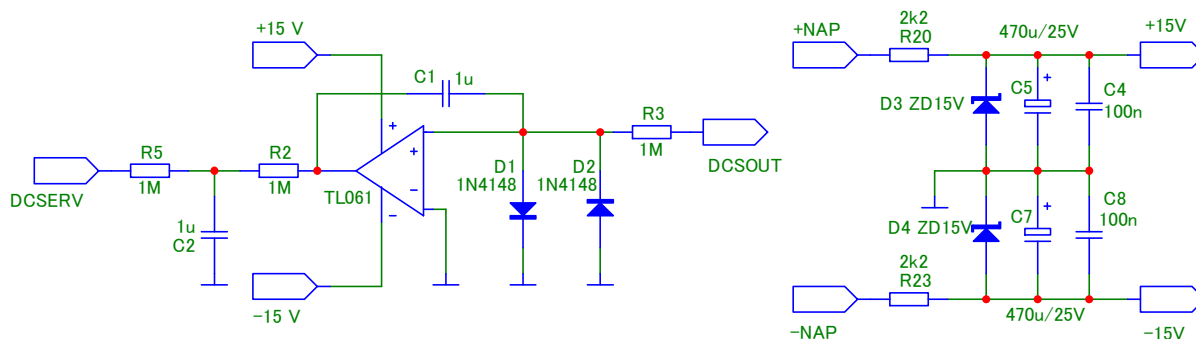 +15 V
C1
1u
R5
1M
R2
1M
DCSERV
1u
C2
TL061
+
+
−
−
D1
1N4148
D2
1N4148
R3
1M
DCSOUT
−15 V
+NAP
2k2
R20
470u/25V
+15V
D3 ZD15V
C5
+
C4
100n
D4 ZD15V
C7
+
C8
100n
2k2
R23
−NAP
470u/25V
−15V